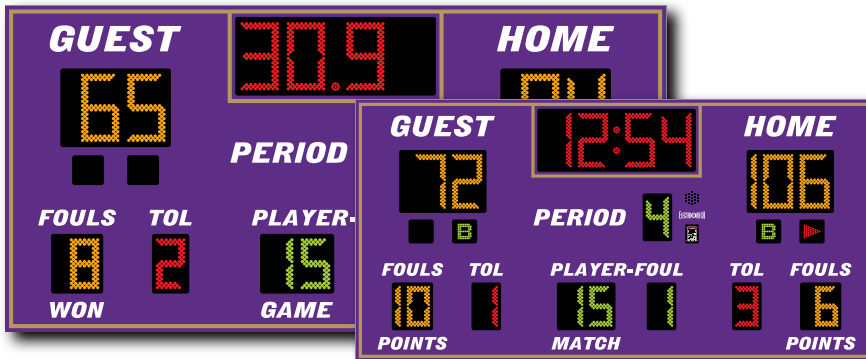 GUEST 30.9 HOME
65
PERIOD
FOULS TOL PLAYER-
8 2 15
WON GAME
GUEST 12:54 HOME
72 106
PERIOD 4
B B
FOULS TOL PLAYER-FOUL TOL FOULS
10 1 15 1 3 6
POINTS MATCH POINTS